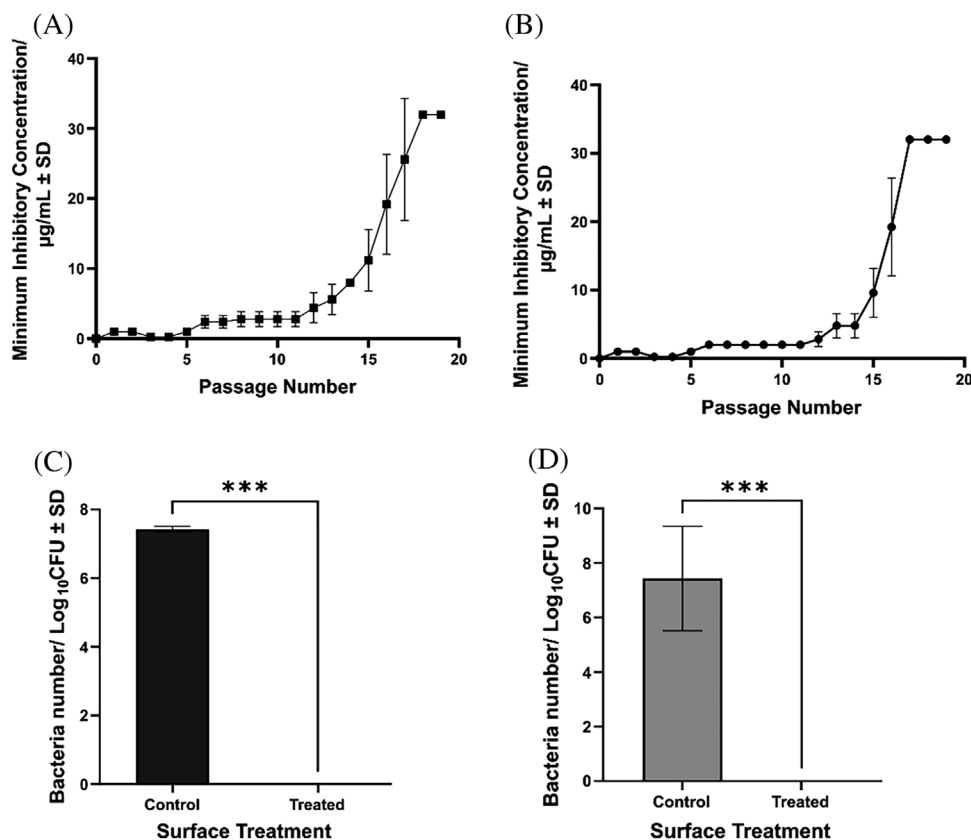 (A)
Minimum Inhibitory Concentration/
µg/mL ± SD
40
30
20
10
0
0 5 10 15 20
Passage Number
(B)
Minimum Inhibitory Concentration/
µg/mL ± SD
40
30
20
10
0
0 5 10 15 20
Passage Number
(C)
Bacteria number/ Log₁₀CFU ± SD
8
6
4
2
0
***
Control Treated
Surface Treatment
(D)
Bacteria number/ Log₁₀CFU ± SD
10
8
6
4
2
0
***
Control Treated
Surface Treatment